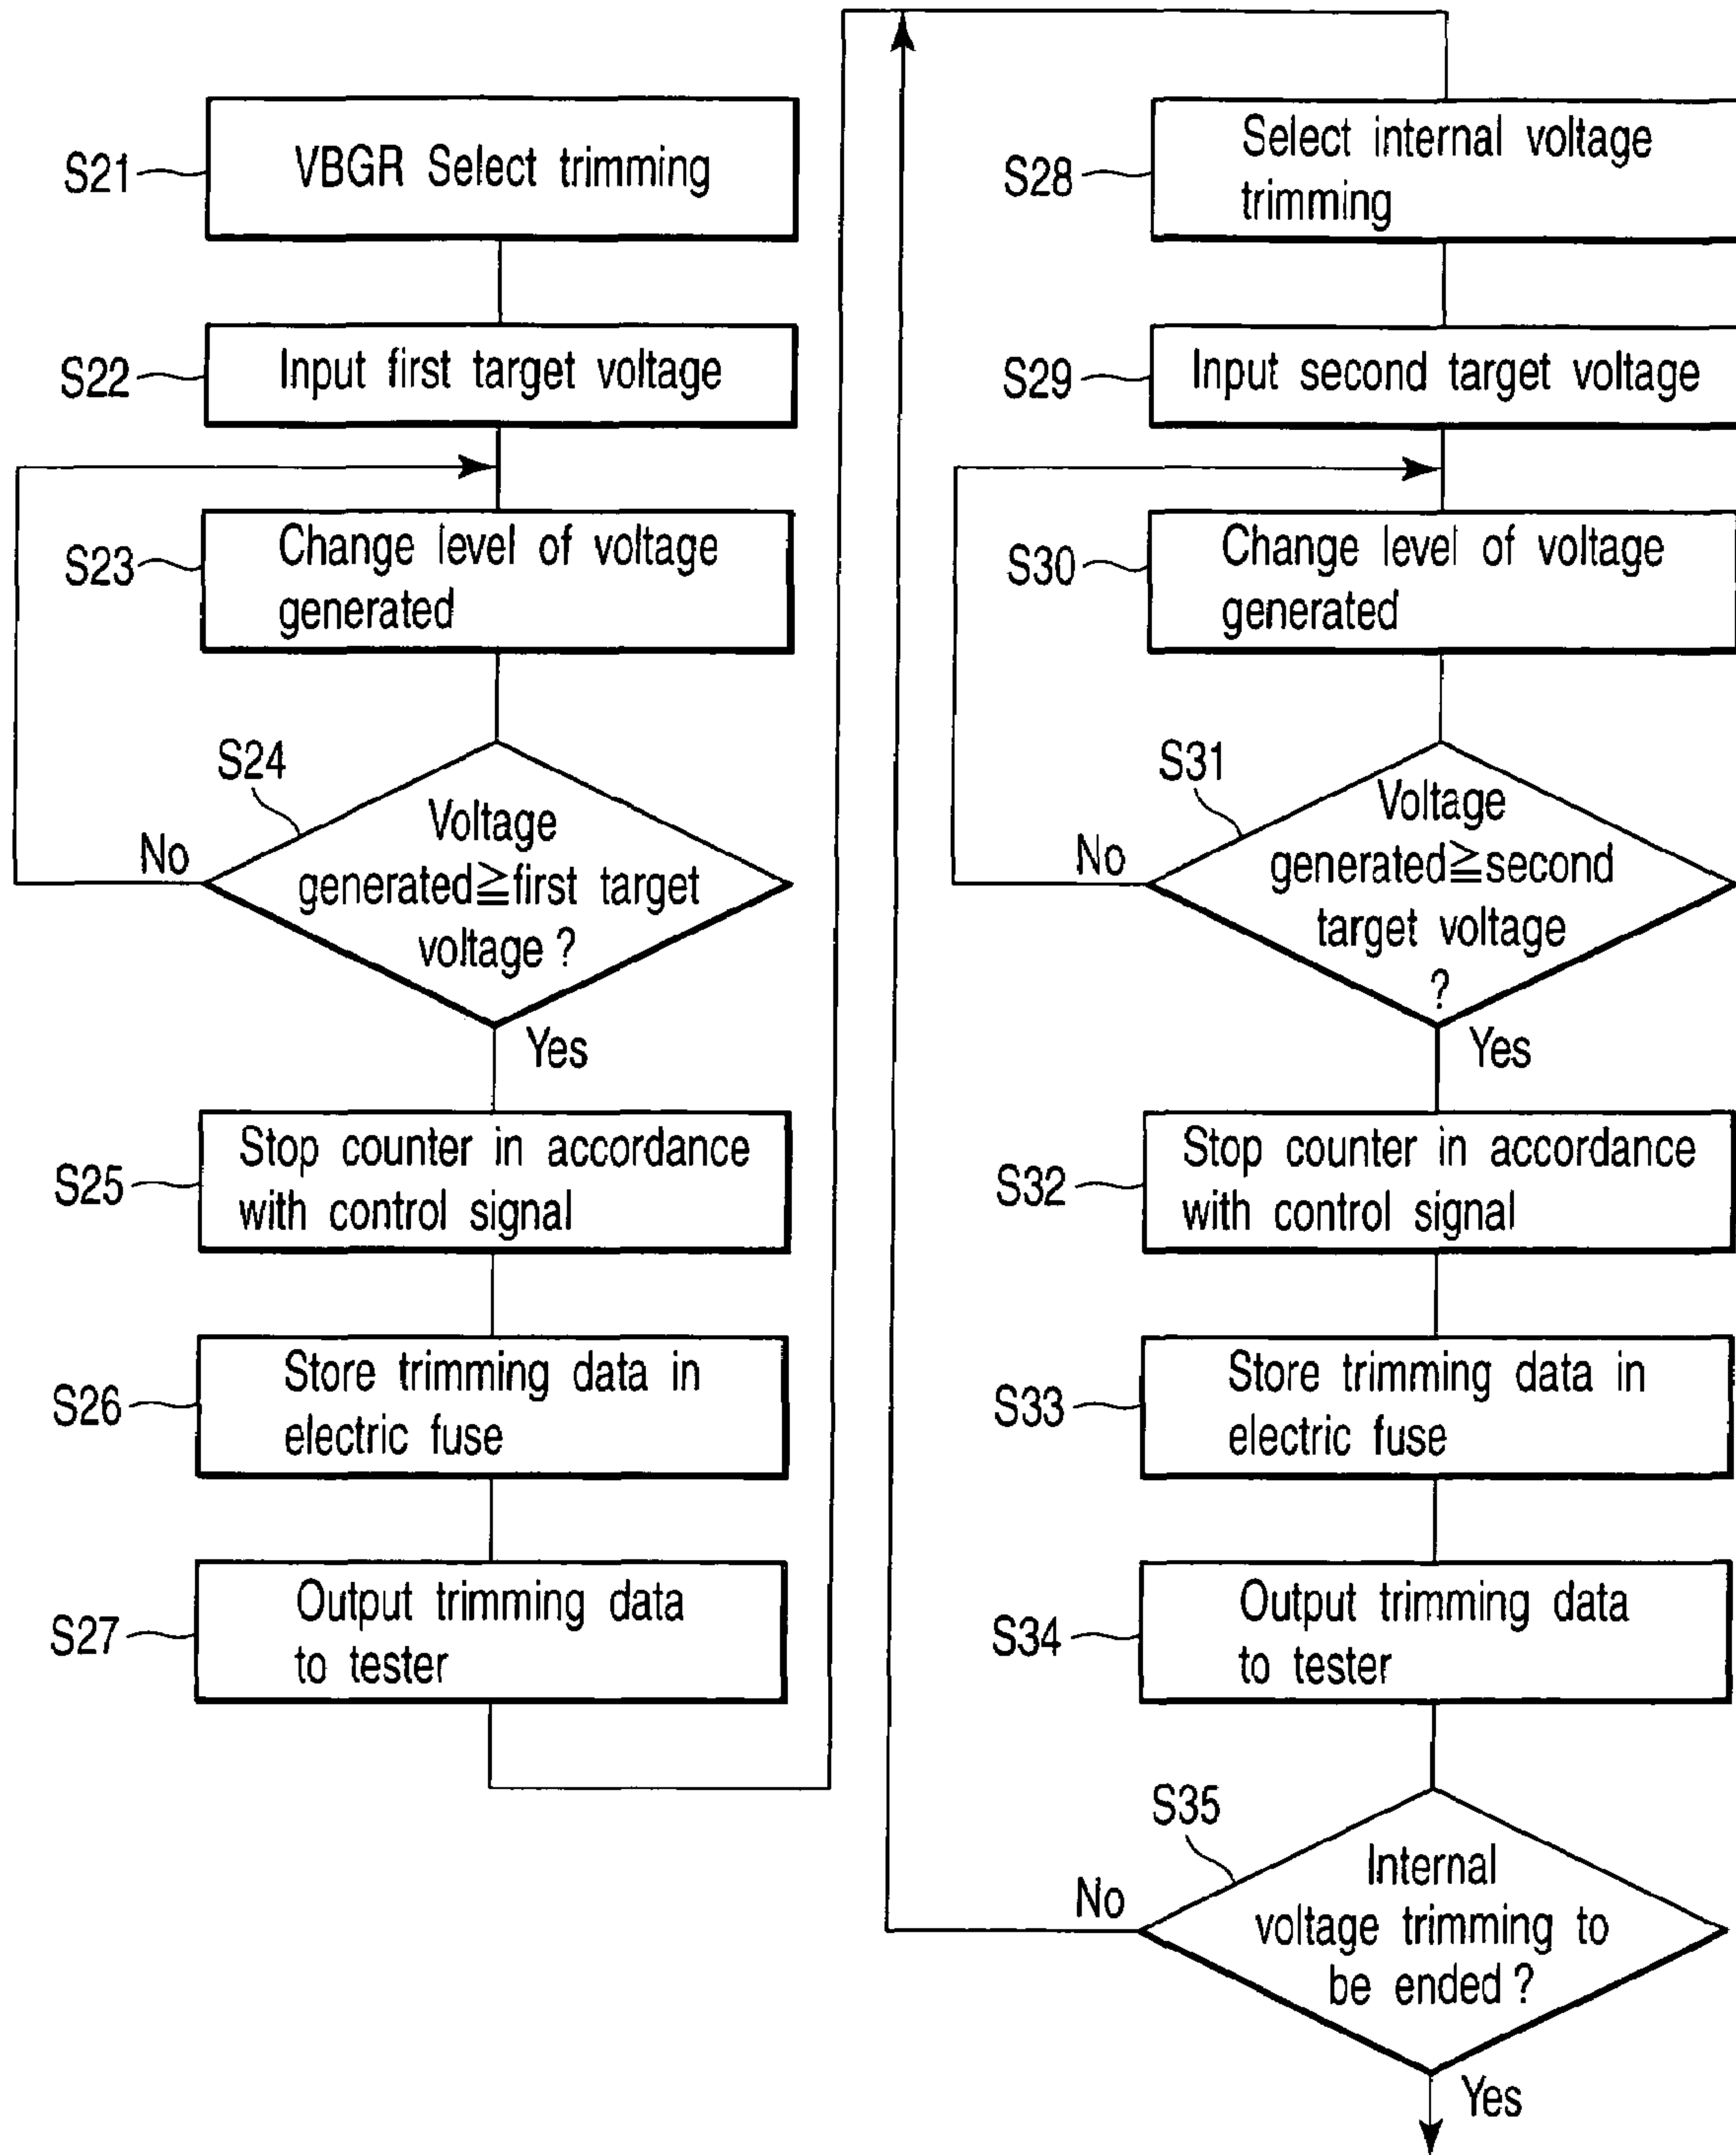 S21
VBGR Select trimming
S22
Input first target voltage
S23
Change level of voltage
generated
S24
Voltage
generated≧first target
voltage ?
No
Yes
S25
Stop counter in accordance
with control signal
S26
Store trimming data in
electric fuse
S27
Output trimming data
to tester
S28
Select internal voltage
trimming
S29
Input second target voltage
S30
Change level of voltage
generated
S31
Voltage
generated≧second
target voltage
?
No
Yes
S32
Stop counter in accordance
with control signal
S33
Store trimming data in
electric fuse
S34
Output trimming data
to tester
S35
Internal
voltage trimming to
be ended ?
No
Yes